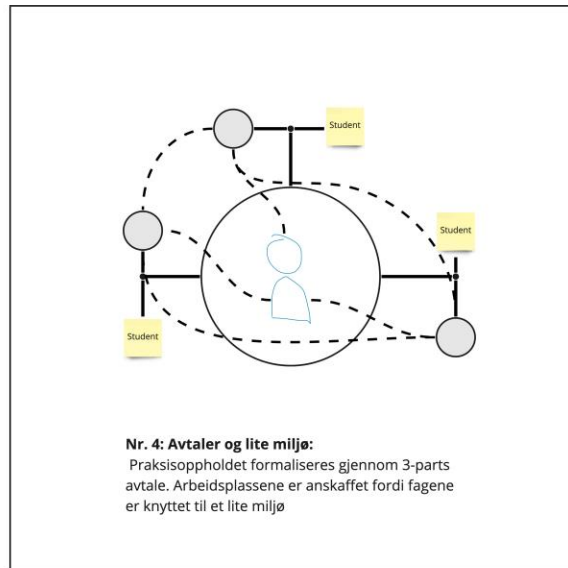 Student
Student
Student
Nr. 4: Avtaler og lite miljø:
Praksisoppholdet formaliseres gjennom 3-parts
avtale. Arbeidsplassene er anskaffet fordi fagene
er knyttet til et lite miljø